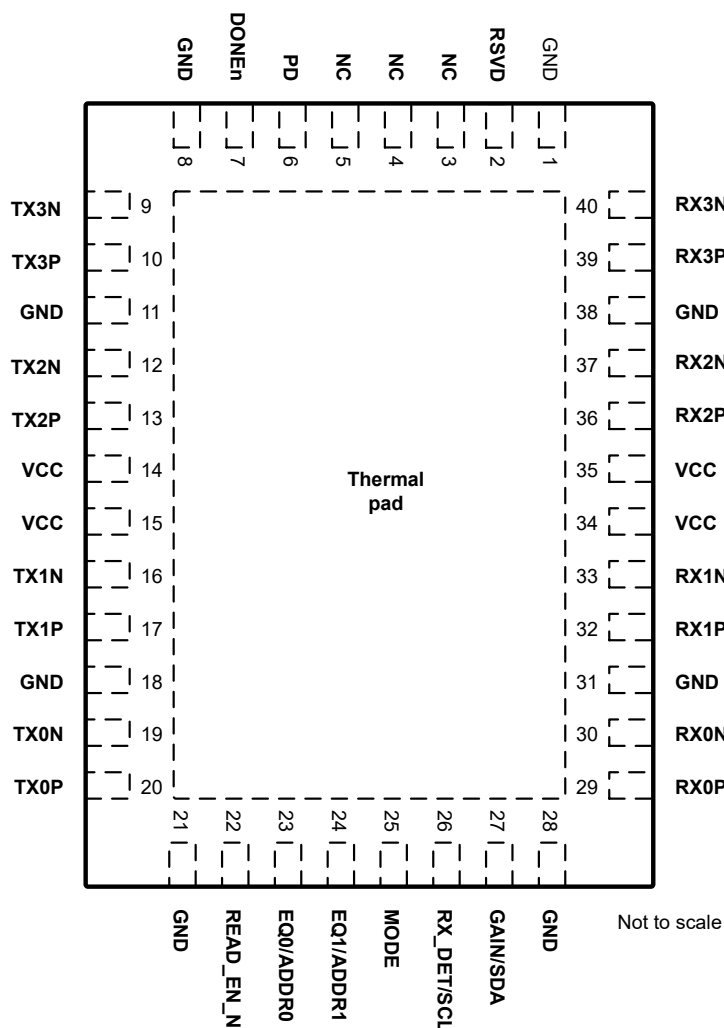 GND
DONEn
PD
NC
NC
NC
RSVD
GND
8
7
6
5
4
3
2
1
TX3N 9 40 RX3N
TX3P 10 39 RX3P
GND 11 38 GND
TX2N 12 37 RX2N
TX2P 13 36 RX2P
VCC 14 35 VCC
VCC 15 34 VCC
TX1N 16 33 RX1N
TX1P 17 32 RX1P
GND 18 31 GND
TX0N 19 30 RX0N
TX0P 20 29 RX0P
Thermal
pad
21
22
23
24
25
26
27
28
GND
READ_EN_N
EQ0/ADDR0
EQ1/ADDR1
MODE
RX_DET/SCL
GAIN/SDA
GND
Not to scale